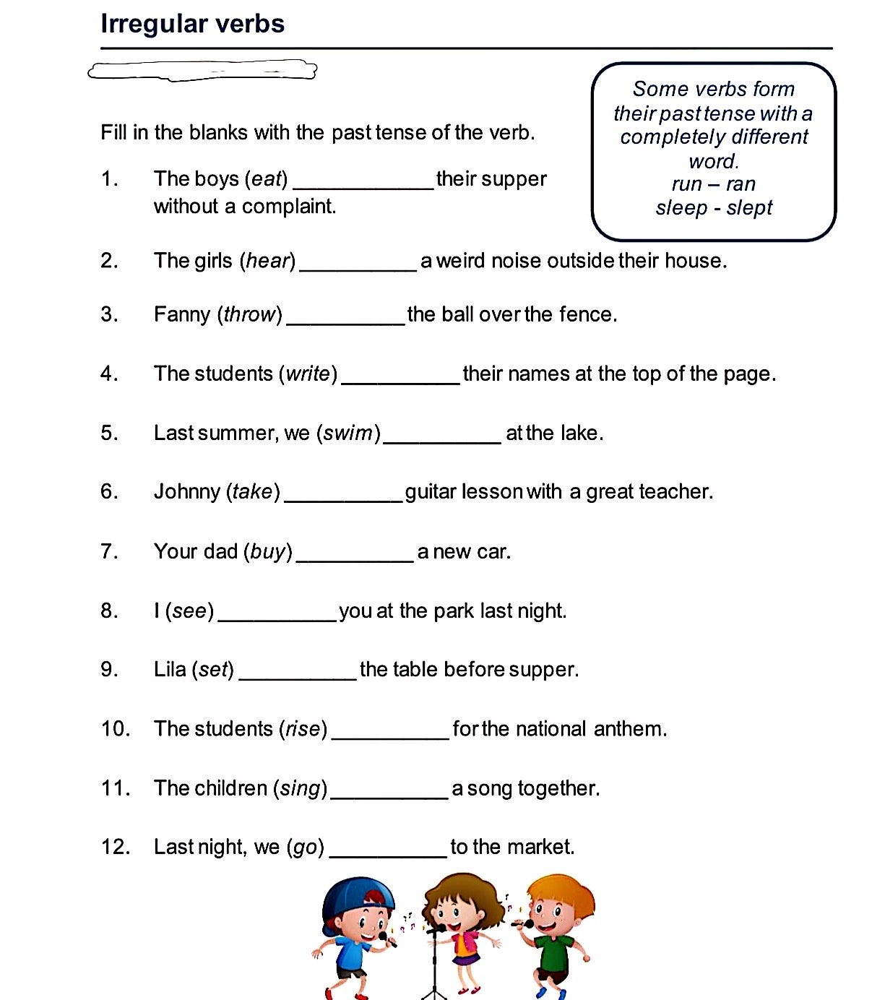 Irregular verbs
Some verbs form
their past tense with a
completely different
word.
run – ran
sleep - slept
Fill in the blanks with the past tense of the verb.
1. The boys (eat) ____________ their supper
without a complaint.
2. The girls (hear) __________ a weird noise outside their house.
3. Fanny (throw) __________ the ball over the fence.
4. The students (write) __________ their names at the top of the page.
5. Last summer, we (swim) __________ at the lake.
6. Johnny (take) __________ guitar lesson with a great teacher.
7. Your dad (buy) __________ a new car.
8. I (see) __________ you at the park last night.
9. Lila (set) __________ the table before supper.
10. The students (rise) __________ for the national anthem.
11. The children (sing) __________ a song together.
12. Last night, we (go) __________ to the market.